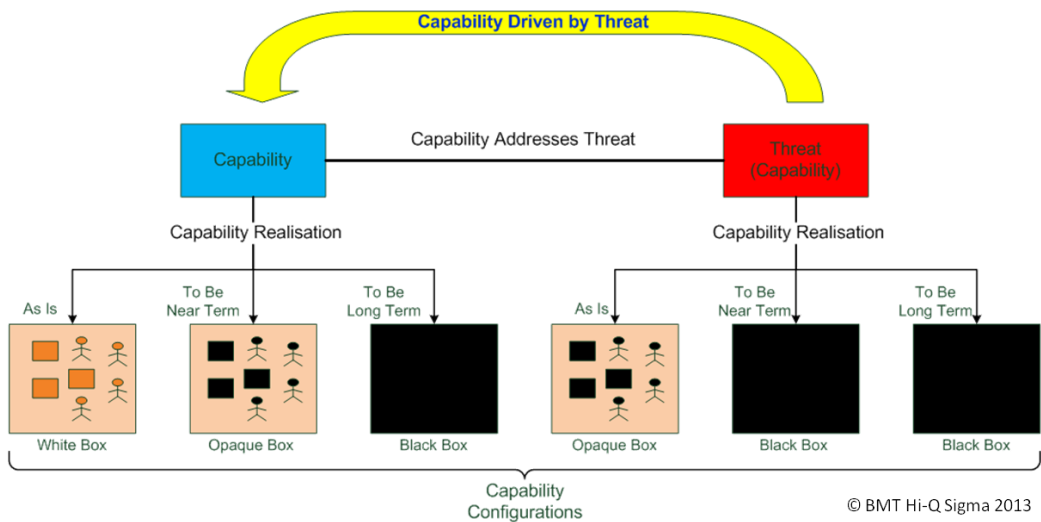 Capability Driven by Threat
Capability
Capability Addresses Threat
Threat
(Capability)
Capability Realisation
Capability Realisation
As Is
To Be
Near Term
To Be
Long Term
As Is
To Be
Near Term
To Be
Long Term
White Box
Opaque Box
Black Box
Opaque Box
Black Box
Black Box
Capability
Configurations
© BMT Hi-Q Sigma 2013